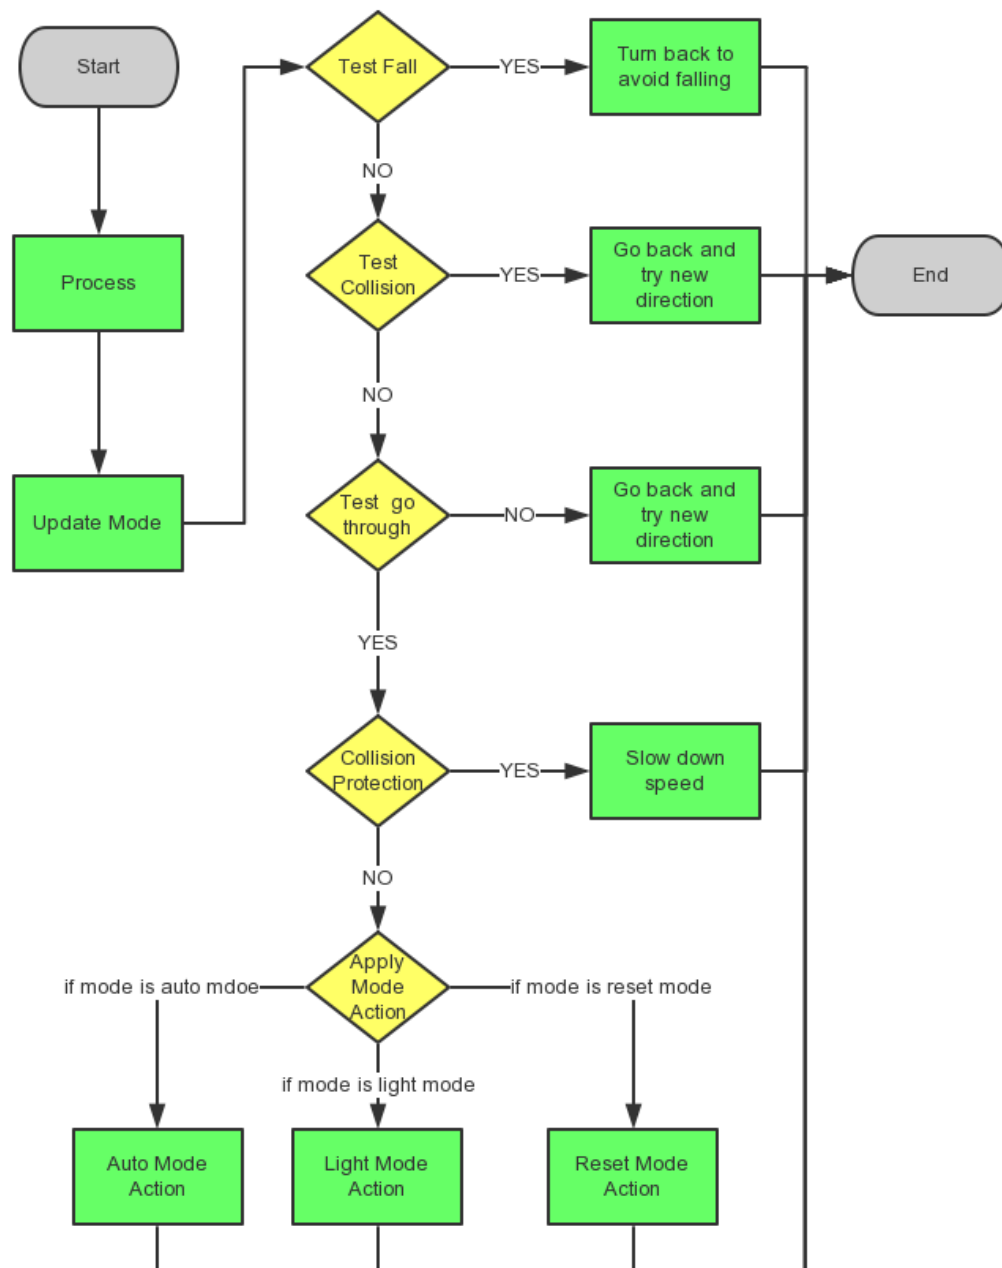 Start
Process
Update Mode
Test Fall
YES
Turn back to
avoid falling
NO
Test
Collision
YES
Go back and
try new
direction
End
NO
Test go
through
NO
Go back and
try new
direction
YES
Collision
Protection
YES
Slow down
speed
NO
Apply
Mode
Action
if mode is auto mdoe
if mode is reset mode
if mode is light mode
Auto Mode
Action
Light Mode
Action
Reset Mode
Action